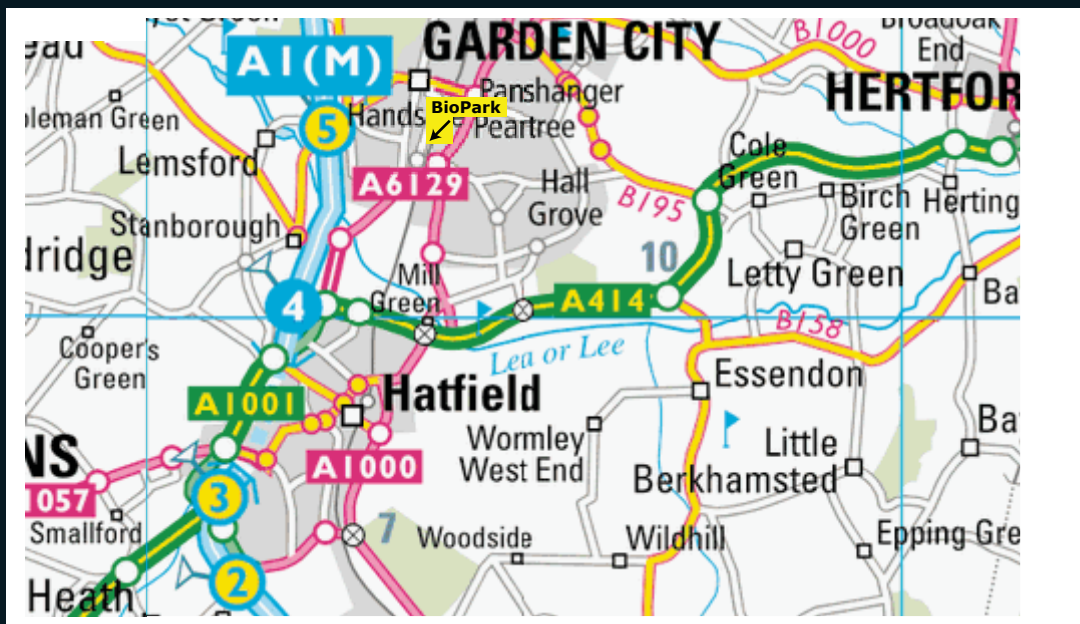 GARDEN CITY
B1000
End
ead
A1(M)
HERTFOR
Panshanger
BioPark
Hands
Peartree
oleman Green
5
Lemsford
Cole
Green
A6129
Hall
Grove
B195
Birch
Green
Herting
Stanborough
dridge
10
Letty Green
Mill
Green
4
A414
Ba
B158
Cooper's
Green
Lea or Lee
Essendon
A1001
Hatfield
Wormley
West End
Little
Berkhamsted
Ba
NS
A1000
1057
3
Smallford
7
Woodside
Wildhill
Epping Gre
2
Heath